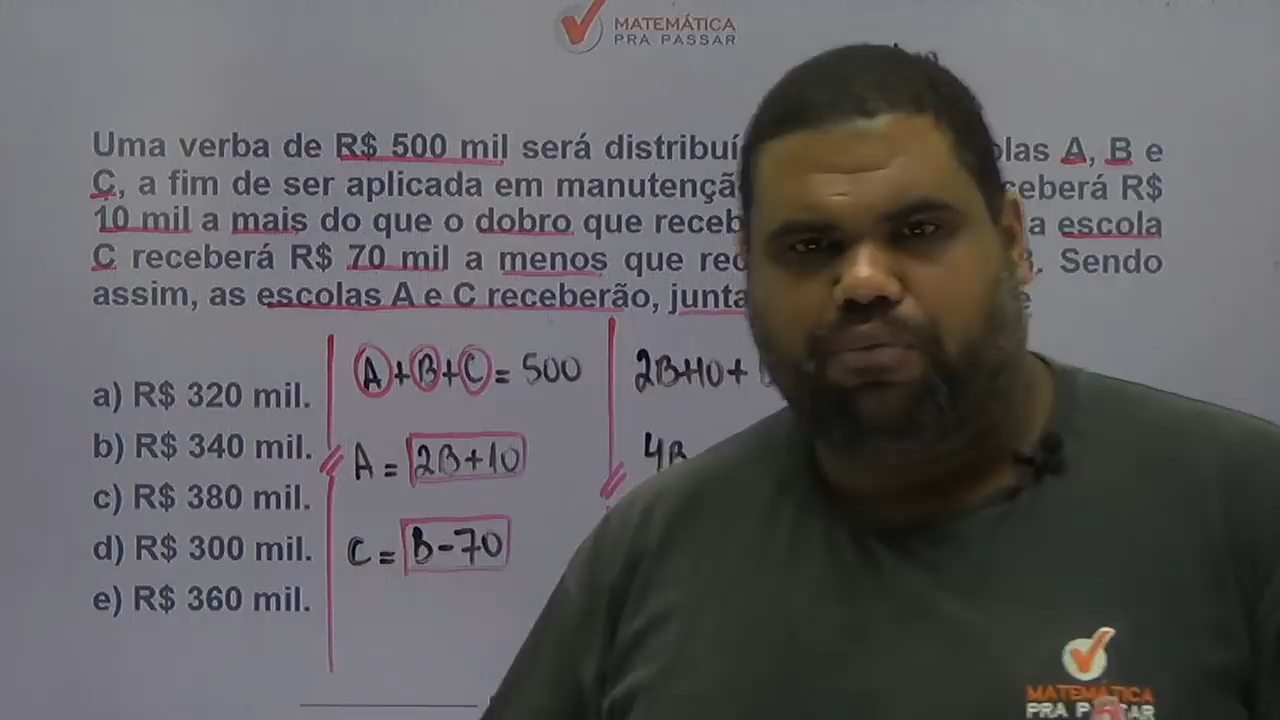 MATEMÁTICA
PRA PASSAR
Uma verba de R$ 500 mil será distribuí olas A, B e
C, a fim de ser aplicada em manutençã ceberá R$
10 mil a mais do que o dobro que receb a escola
C receberá R$ 70 mil a menos que rec Sendo
assim, as escolas A e C receberão, junta
a) R$ 320 mil.
b) R$ 340 mil.
c) R$ 380 mil.
d) R$ 300 mil.
e) R$ 360 mil.
A+B+C = 500
A = 2B+10
C = B-70
2B+10+
4B
MATEMÁTICA
PRA PASSAR